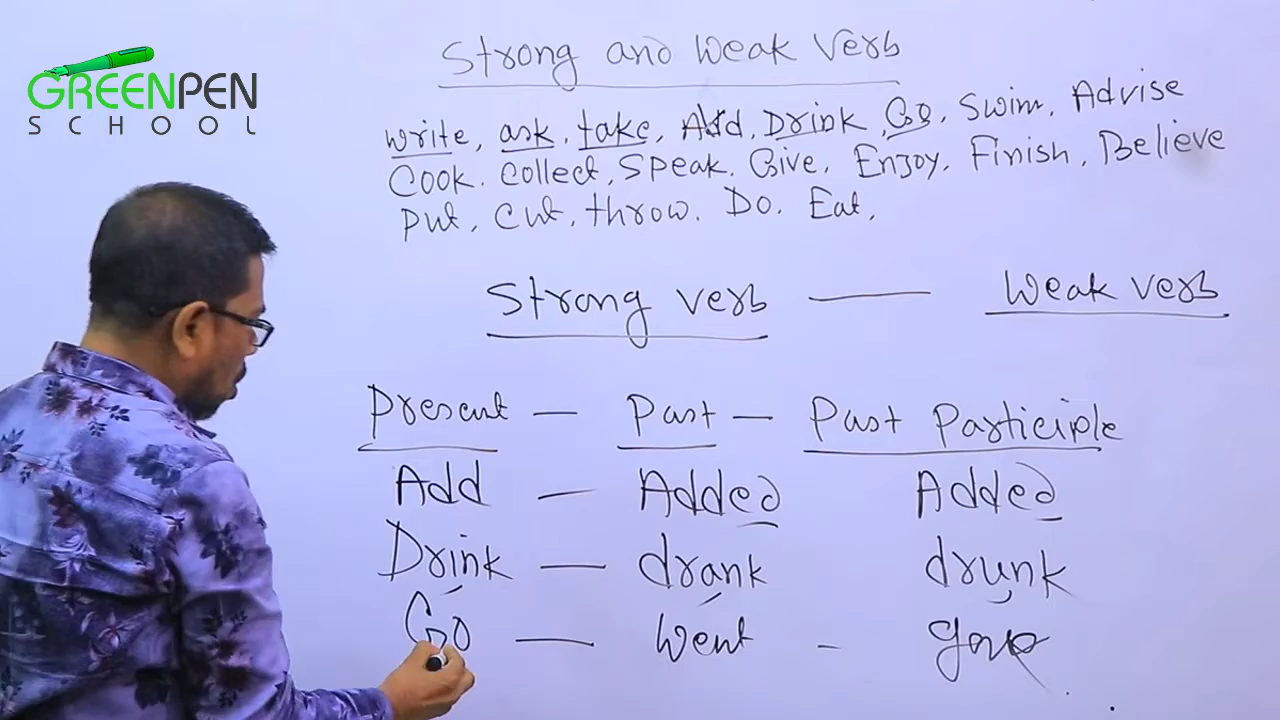 GREENPEN
SCHOOL
Strong and Weak Verb
write, ask, take, Add, Drink, Go, Swim, Advise
Cook. Collect, Speak. Give, Enjoy, Finish, Believe
Put, Cut, throw. Do. Eat,
Strong verb — Weak verb
Present — Past — Past Participle
Add — Added Added
Drink — drank drunk
Go — Went - gone